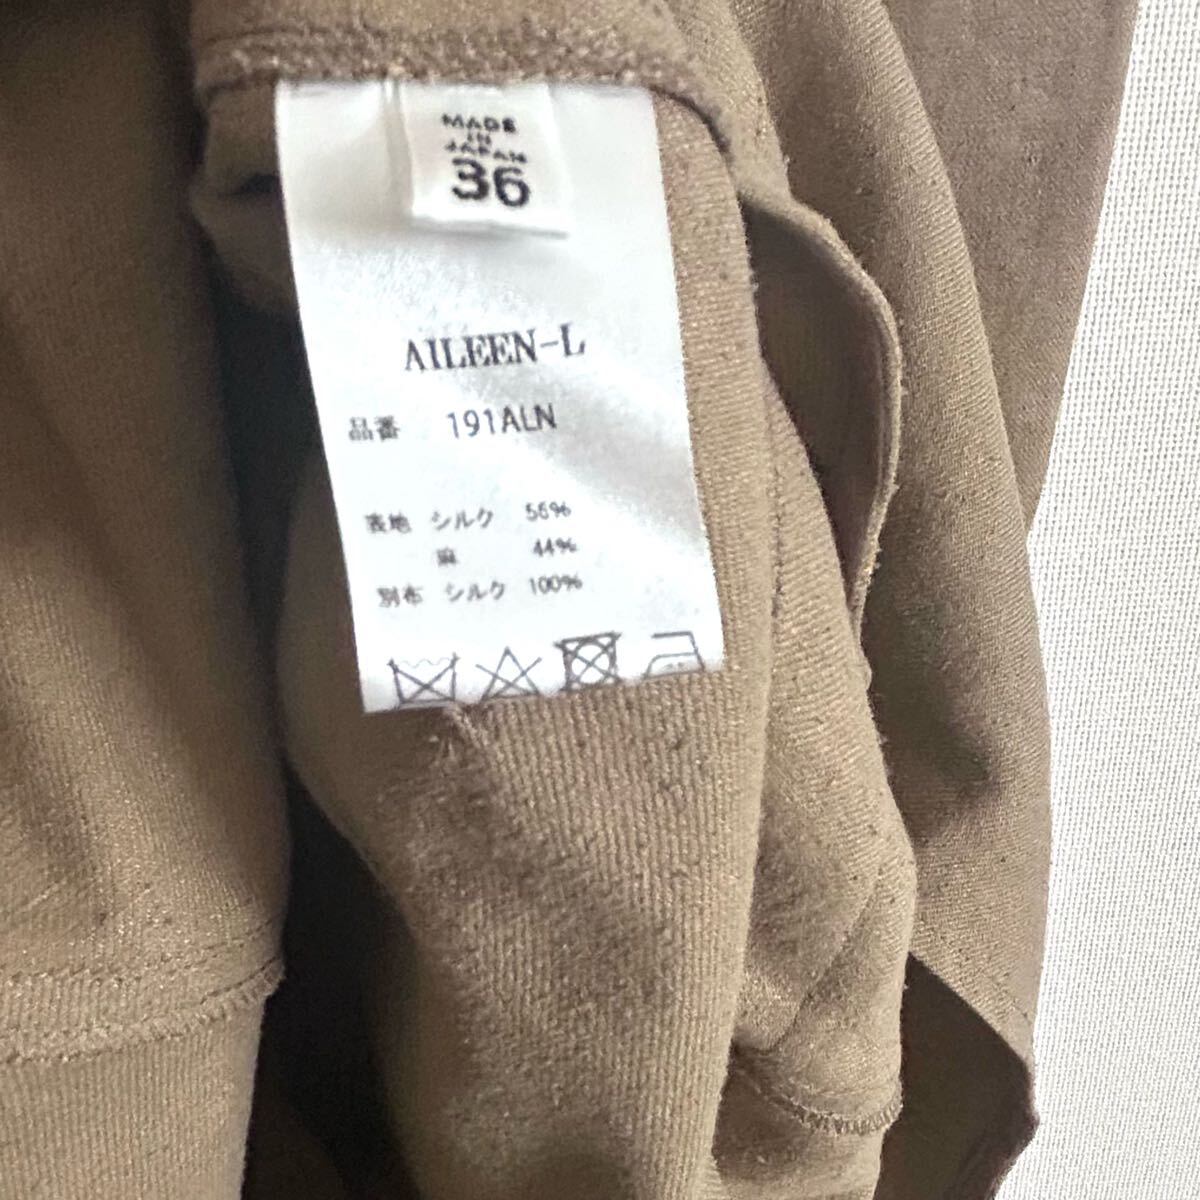 MADE
IN
JAPAN
36
AILEEN-L
品番 191ALN
表地 シルク 56%
麻 44%
別布 シルク 100%